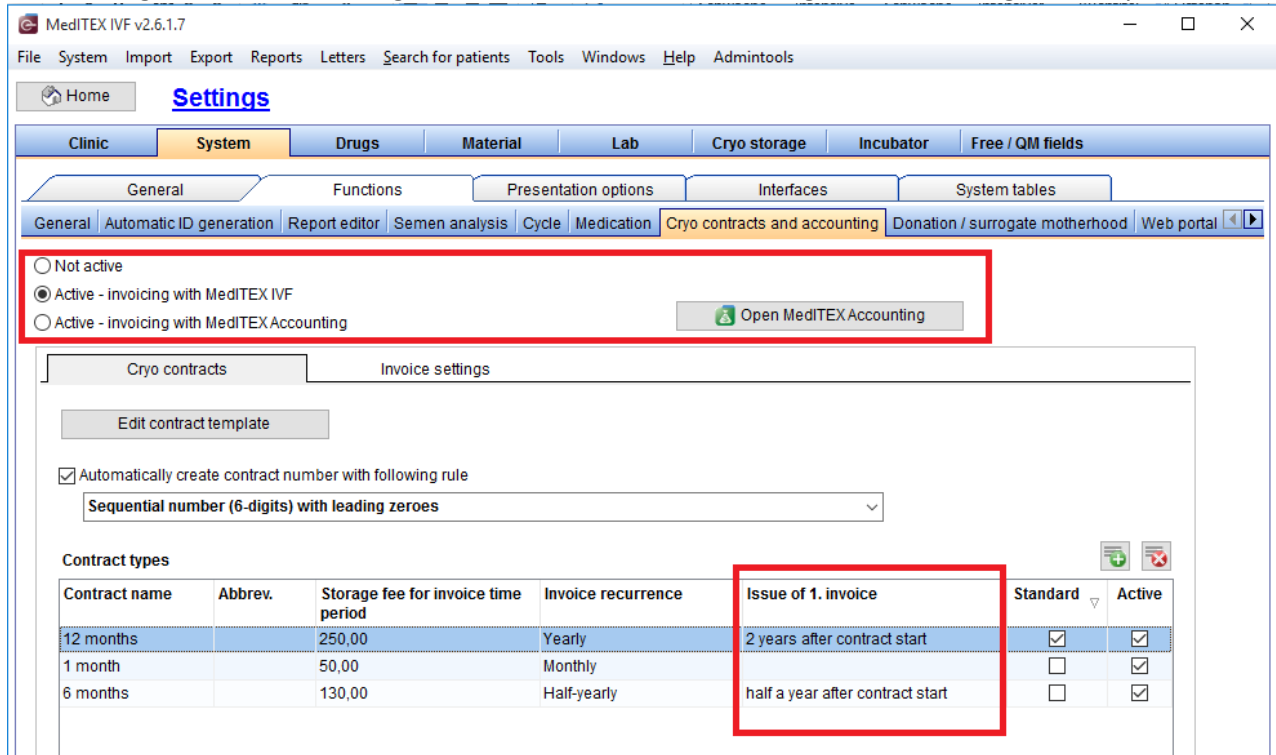 MedITEX IVF v2.6.1.7
File System Import Export Reports Letters Search for patients Tools Windows Help Admintools
Home Settings
Clinic System Drugs Material Lab Cryo storage Incubator Free / QM fields
General Functions Presentation options Interfaces System tables
General Automatic ID generation Report editor Semen analysis Cycle Medication Cryo contracts and accounting Donation / surrogate motherhood Web portal
Not active
Active - invoicing with MedITEX IVF
Active - invoicing with MedITEX Accounting
Open MedITEX Accounting
Cryo contracts Invoice settings
Edit contract template
Automatically create contract number with following rule
Sequential number (6-digits) with leading zeroes
Contract types
Contract name Abbrev. Storage fee for invoice time Invoice recurrence Issue of 1. invoice Standard Active
period
12 months 250,00 Yearly 2 years after contract start
1 month 50,00 Monthly
6 months 130,00 Half-yearly half a year after contract start